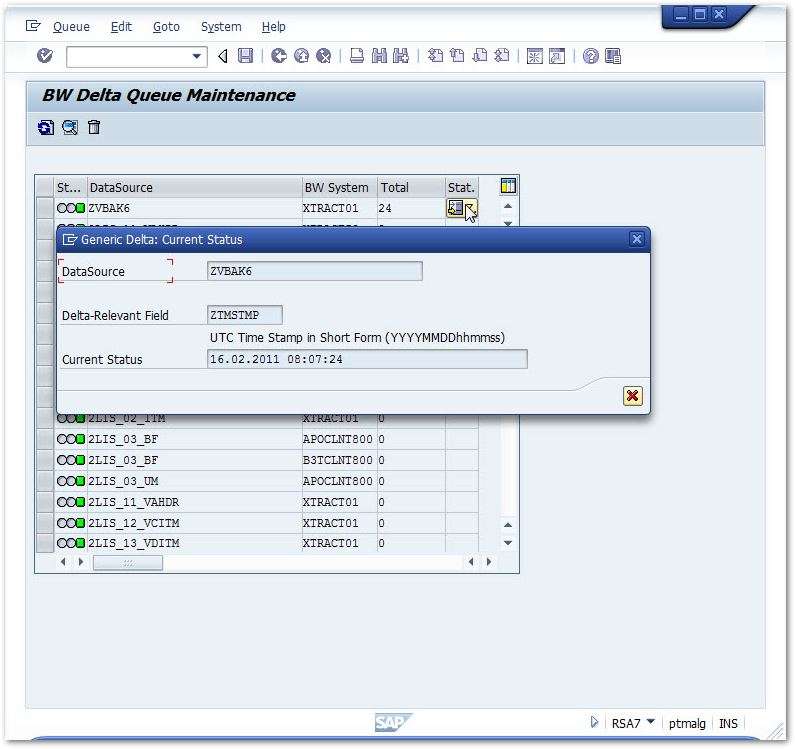 Queue Edit Goto System Help
BW Delta Queue Maintenance
St... DataSource BW System Total Stat.
ZVBAK6 XTRACT01 24
Generic Delta: Current Status
DataSource ZVBAK6
Delta-Relevant Field ZTMSTMP
UTC Time Stamp in Short Form (YYYYMMDDhhmmss)
Current Status 16.02.2011 08:07:24
2LIS_02_ITM XTRACT01 0
2LIS_03_BF APOCLNT800 0
2LIS_03_BF B3TCLNT800 0
2LIS_03_UM APOCLNT800 0
2LIS_11_VAHDR XTRACT01 0
2LIS_12_VCITM XTRACT01 0
2LIS_13_VDITM XTRACT01 0
SAP RSA7 ptmalg INS